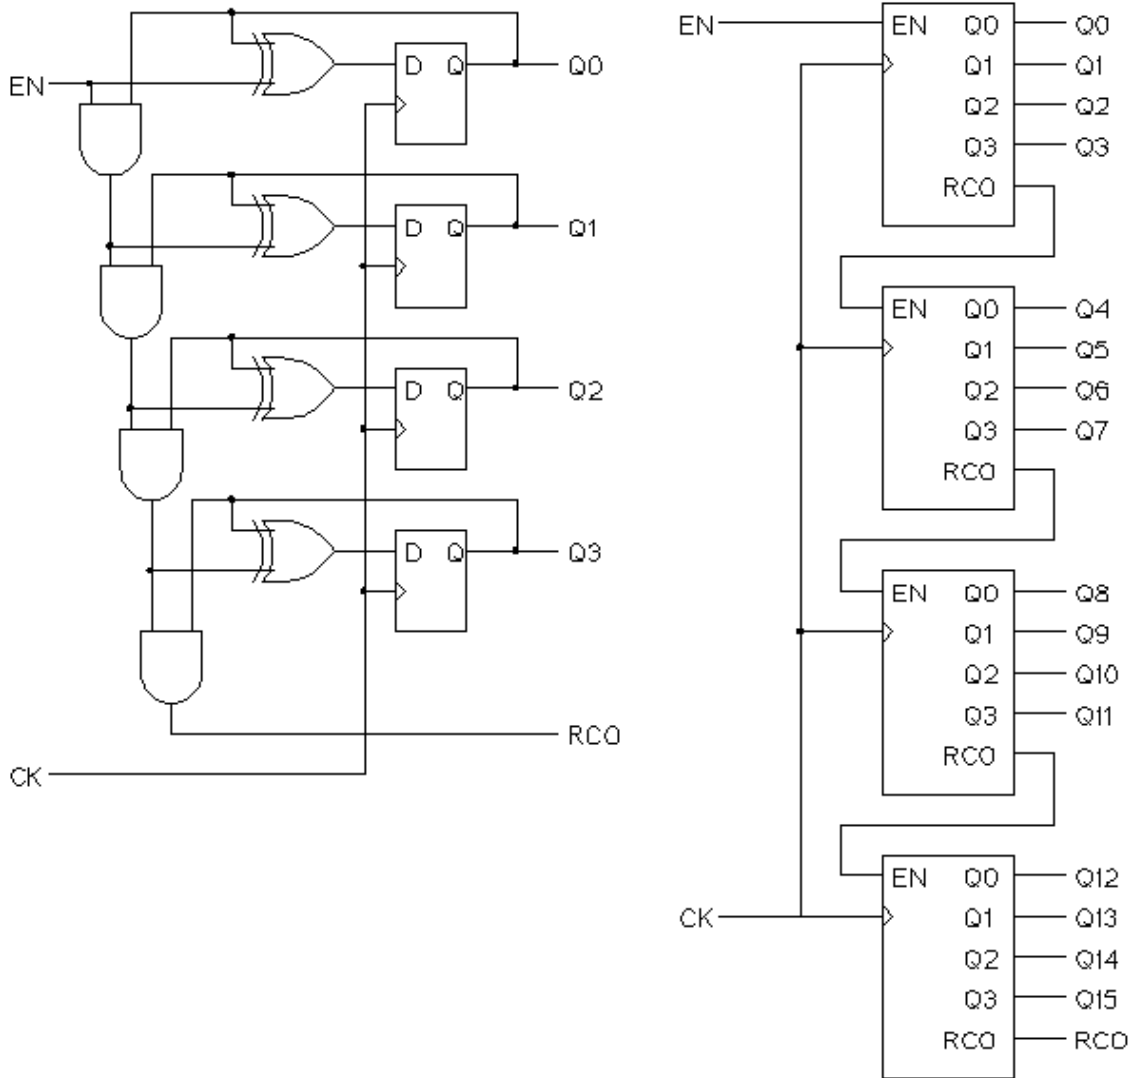 EN
D Q Q0
D Q Q1
D Q Q2
D Q Q3
RCO
CK
EN
EN Q0 Q0
Q1 Q1
Q2 Q2
Q3 Q3
RCO
EN Q0 Q4
Q1 Q5
Q2 Q6
Q3 Q7
RCO
EN Q0 Q8
Q1 Q9
Q2 Q10
Q3 Q11
RCO
EN Q0 Q12
CK
Q1 Q13
Q2 Q14
Q3 Q15
RCO RCO